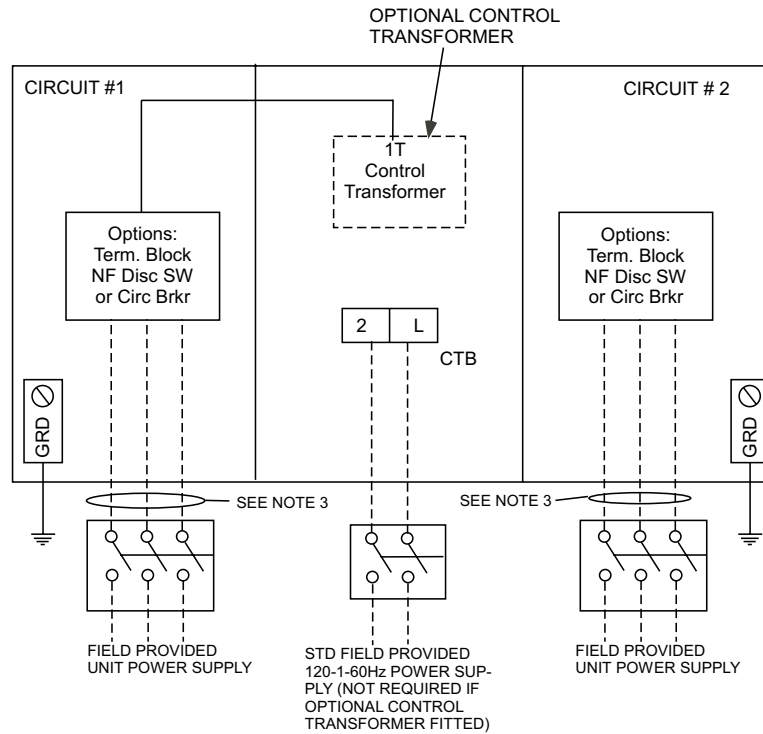 OPTIONAL CONTROL
TRANSFORMER
CIRCUIT #1
CIRCUIT # 2
1T
Control
Transformer
Options:
Term. Block
NF Disc SW
or Circ Brkr
Options:
Term. Block
NF Disc SW
or Circ Brkr
2 L
CTB
GRD
GRD
SEE NOTE 3
SEE NOTE 3
FIELD PROVIDED
UNIT POWER SUPPLY
STD FIELD PROVIDED
120-1-60Hz POWER SUP-
PLY (NOT REQUIRED IF
OPTIONAL CONTROL
TRANSFORMER FITTED)
FIELD PROVIDED
UNIT POWER SUPPLY